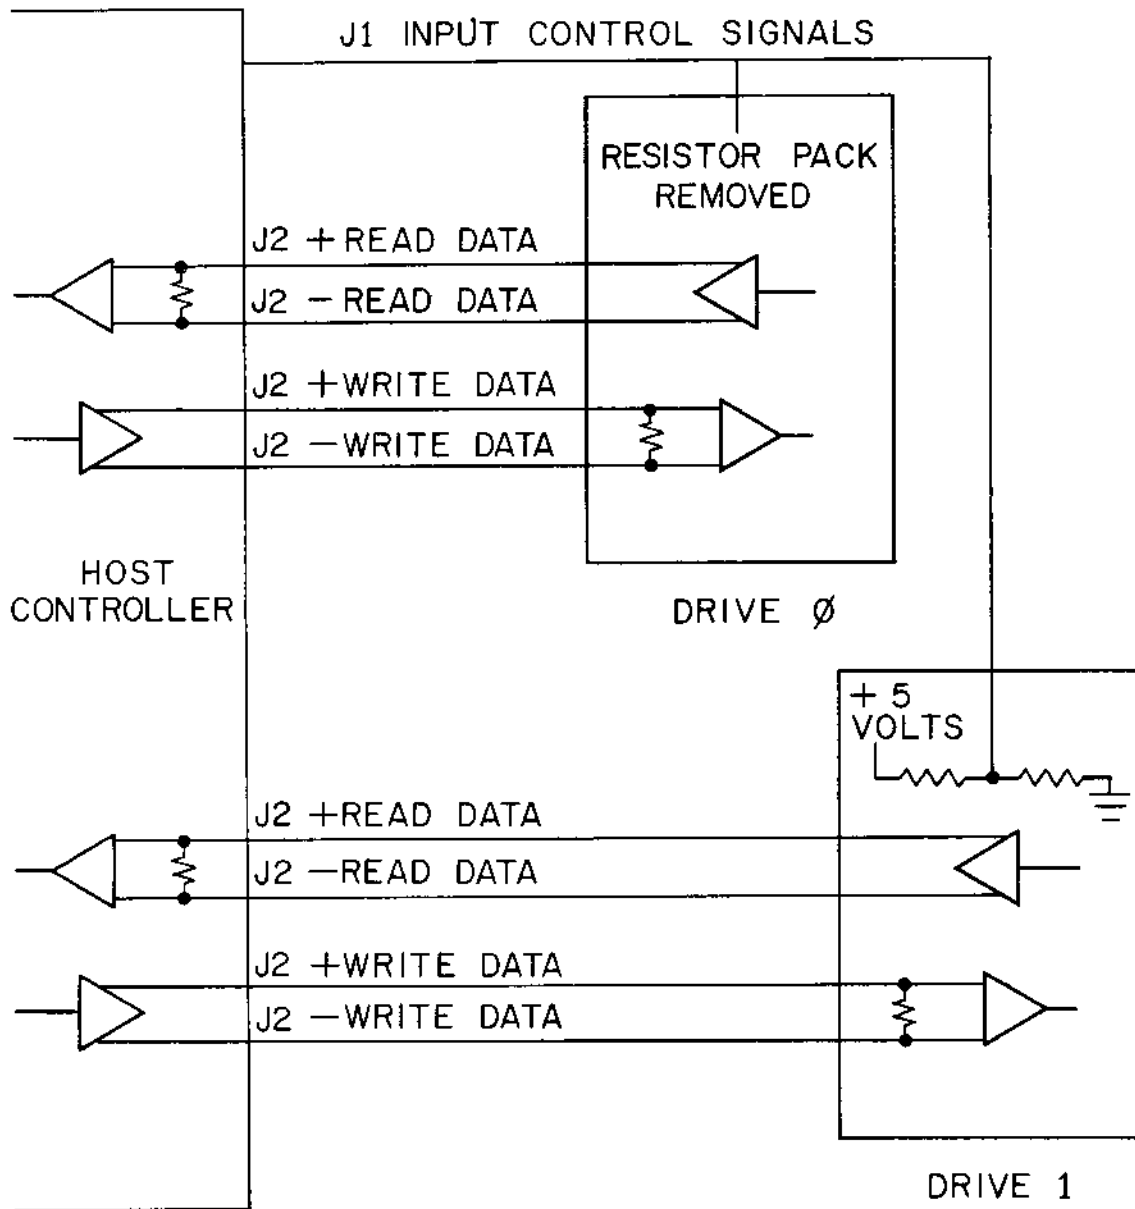 J1 INPUT CONTROL SIGNALS
RESISTOR PACK
REMOVED
J2 +READ DATA
J2 -READ DATA
J2 +WRITE DATA
J2 -WRITE DATA
HOST
CONTROLLER
DRIVE Ø
+5
VOLTS
J2 +READ DATA
J2 -READ DATA
J2 +WRITE DATA
J2 -WRITE DATA
DRIVE 1